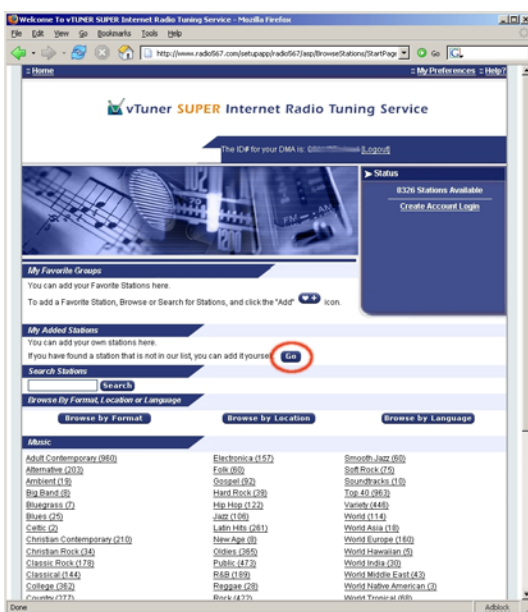 Welcome To vTUNER SUPER Internet Radio Tuning Service - Mozilla Firefox
File Edit View Go Bookmarks Tools Help
http://www.radio567.com/setupapp/radio567/asp/BrowseStations/StartPage Go
:: Home :: My Preferences :: Help?
vTuner SUPER Internet Radio Tuning Service
The ID# for your DMA is: [Logout]
Status
8326 Stations Available
Create Account Login
FM AM
My Favorite Groups
You can add your Favorite Stations here.
To add a Favorite Station, Browse or Search for Stations, and click the "Add" icon.
My Added Stations
You can add your own stations here.
If you have found a station that is not in our list, you can add it yourself. Go
Search Stations
Search
Browse By Format, Location or Language
Browse by Format Browse by Location Browse by Language
Music
Adult Contemporary (960) Electronica (157) Smooth Jazz (60)
Alternative (203) Folk (60) Soft Rock (75)
Ambient (19) Gospel (92) Soundtracks (10)
Big Band (8) Hard Rock (39) Top 40 (963)
Bluegrass (7) Hip Hop (122) Variety (446)
Blues (25) Jazz (106) World (114)
Celtic (2) Latin Hits (261) World Asia (18)
Christian Contemporary (210) New Age (8) World Europe (160)
Christian Rock (34) Oldies (365) World Hawaiian (5)
Classic Rock (178) Public (473) World India (30)
Classical (144) R&B (189) World Middle East (43)
College (362) Reggae (28) World Native American (3)
Country (777) Rock (422) World Tropical (68)
Done Adblock